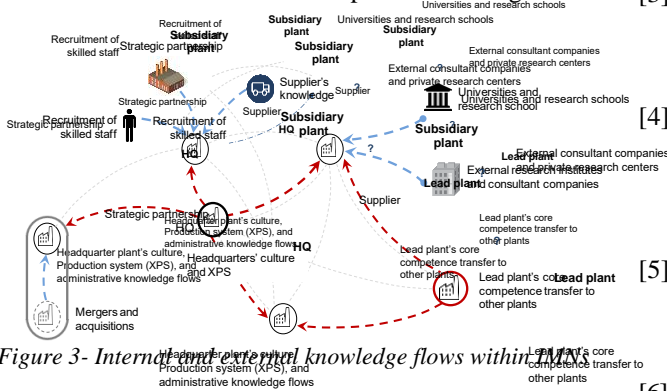 Universities and research schools
[3]
Recruitment of
skilled staff
Subsidiary
plant
Universities and research schools
Subsidiary
plant
Recruitment of
skilled staff
Strategic partnership
Subsidiary
plant
Subsidiary
plant
External consultant companies
and private research centers
External consultant companies
and private research centers
?
Supplier's
knowledge
?
Supplier
Strategic partnership
Supplier
Universities and
research school
Universities and research schools
[4]
Strategic partnership
Recruitment of
skilled staff
Recruitment of
skilled staff
Subsidiary
plant
HQ
?
Subsidiary
plant
?
HQ
Lead plant
External consultant companies
and private research centers
External research institutes
and consultant companies
Lead plant
Supplier
Strategic partnership
HQ
Headquarter plant's culture,
Production system (XPS), and
administrative knowledge flows
HQ
Lead plant's core
competence transfer to
other plants
?
Headquarters' culture
and XPS
Headquarter plant's culture,
Production system (XPS), and
administrative knowledge flows
Lead plant's core
competence transfer to
other plants
Lead plant's core
competence transfer to
other plants
Lead plant
[5]
Mergers and
acquisitions
Figure 3- Internal and external knowledge flows within IMNs
Headquarter plant's culture,
Production system (XPS), and
administrative knowledge flows
Lead plant's core
competence transfer to
other plants